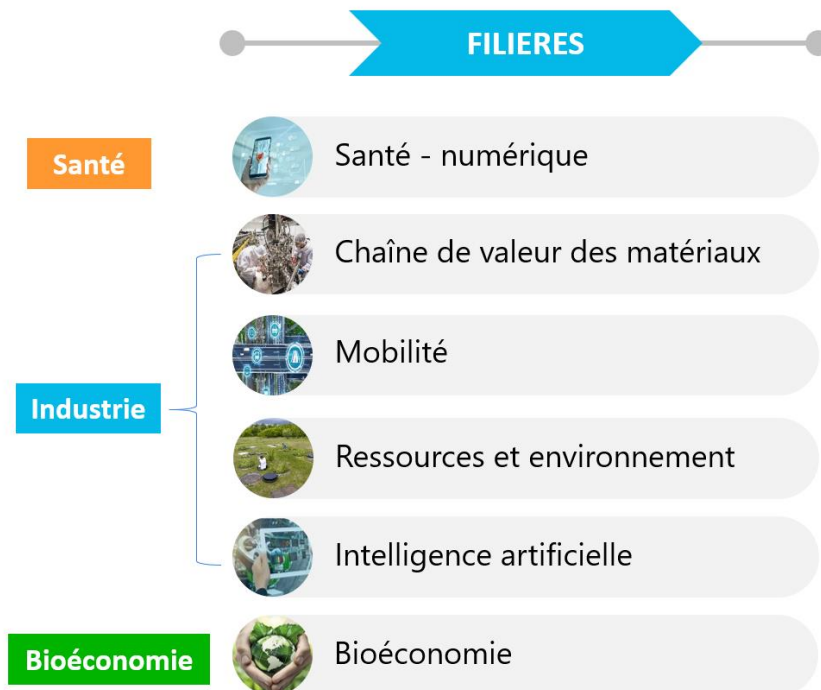 FILIERES
Santé
Santé - numérique
Chaîne de valeur des matériaux
Mobilité
Industrie
Ressources et environnement
Intelligence artificielle
Bioéconomie
Bioéconomie